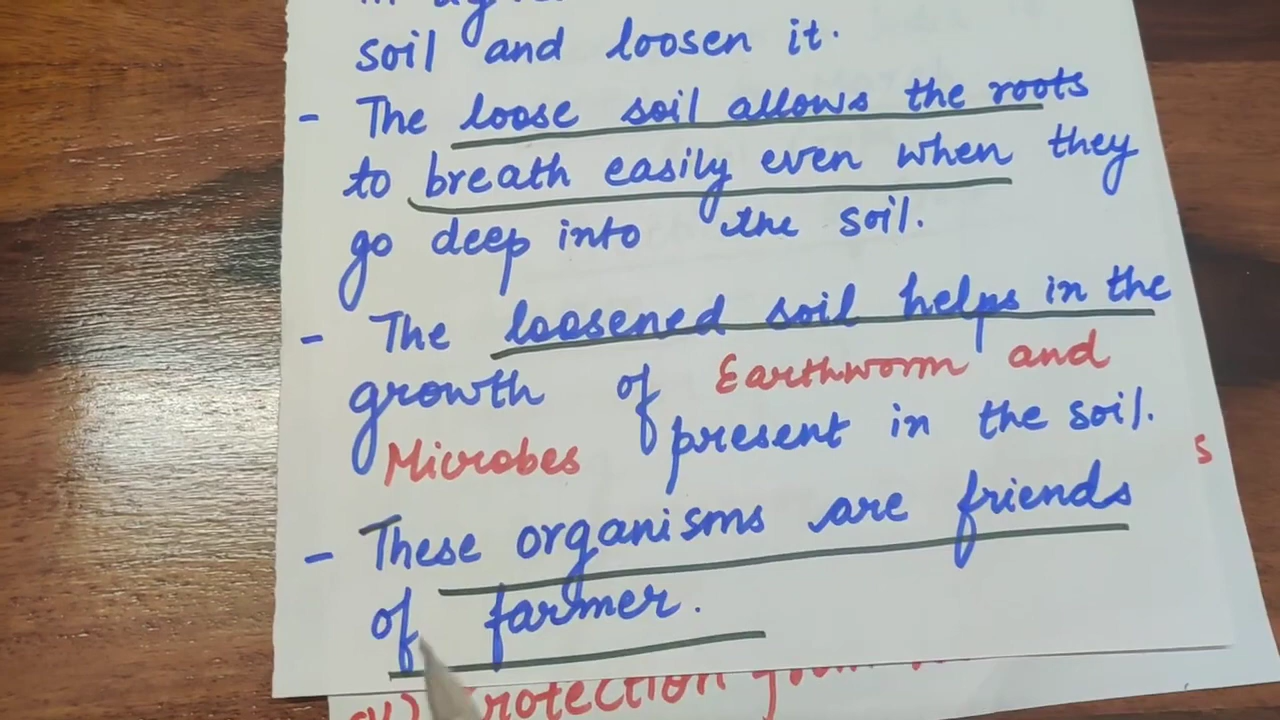 soil and loosen it.
- The loose soil allows the roots
to breath easily even when they
go deep into the soil.
- The loosened soil helps in the
growth of Earthworm and
Microbes present in the soil.
s
- These organisms are friends
of farmer.
Protection